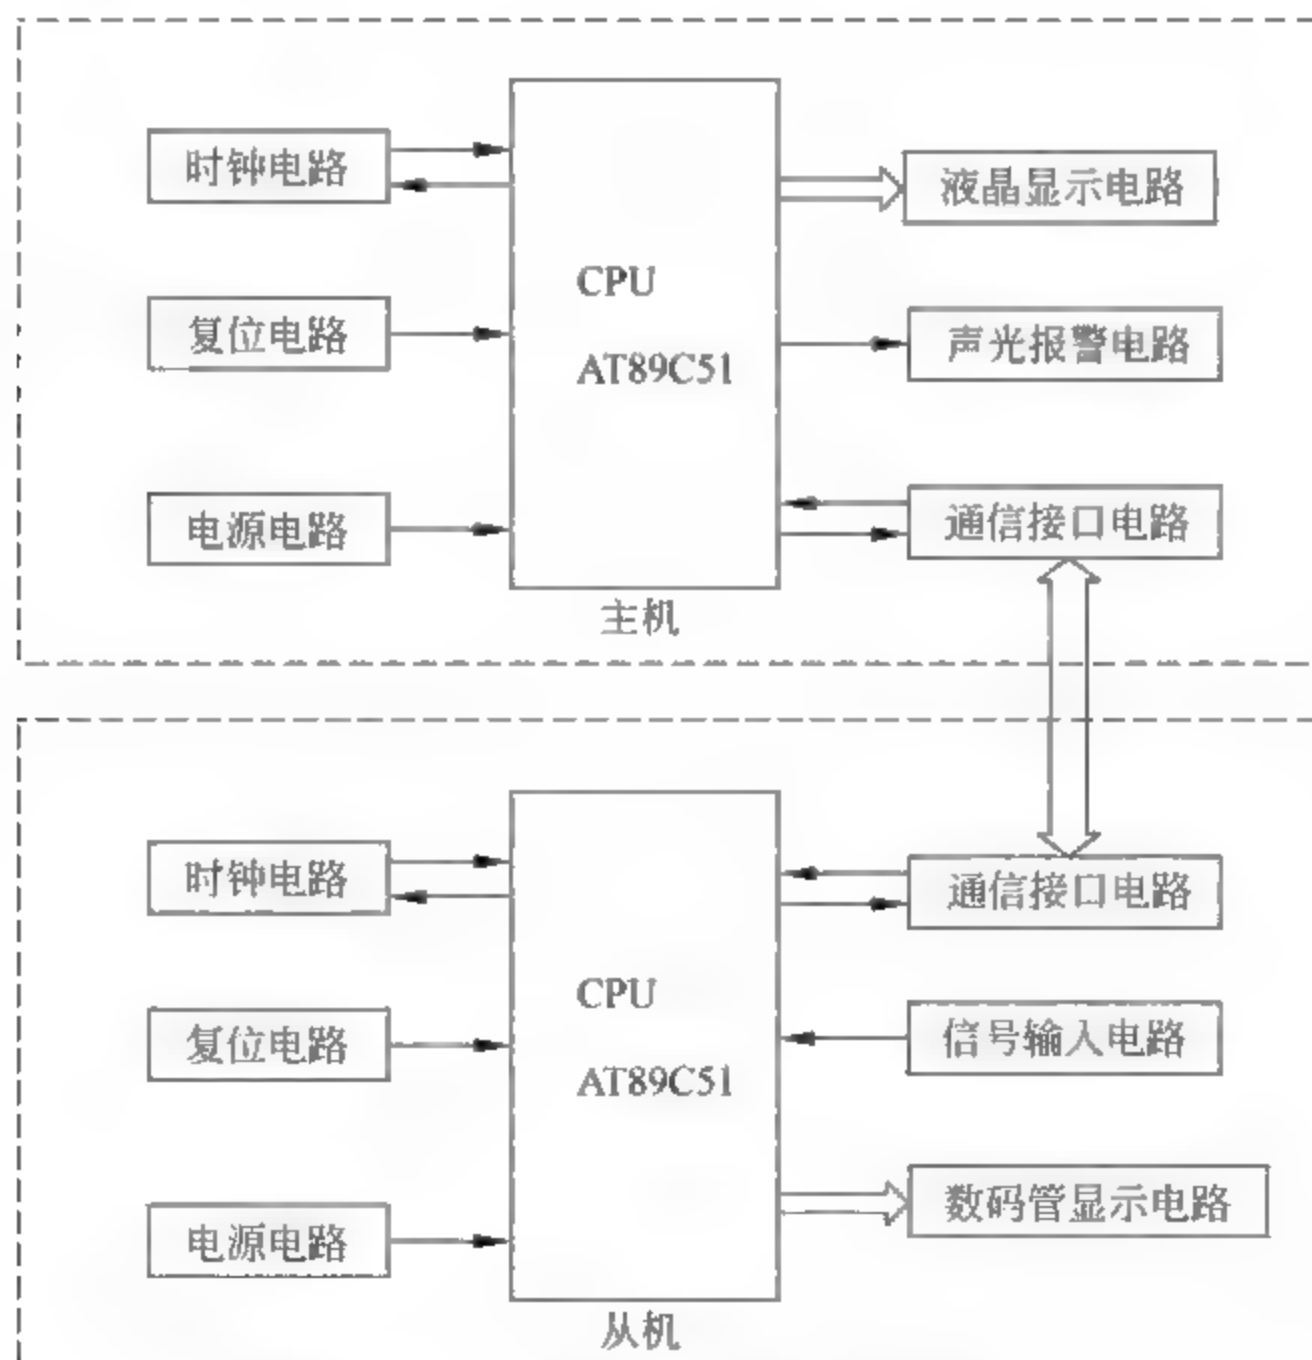 时钟电路
液晶显示电路
CPU
复位电路
声光报警电路
AT89C51
电源电路
通信接口电路
主机
时钟电路
通信接口电路
CPU
复位电路
信号输入电路
AT89C51
电源电路
数码管显示电路
从机